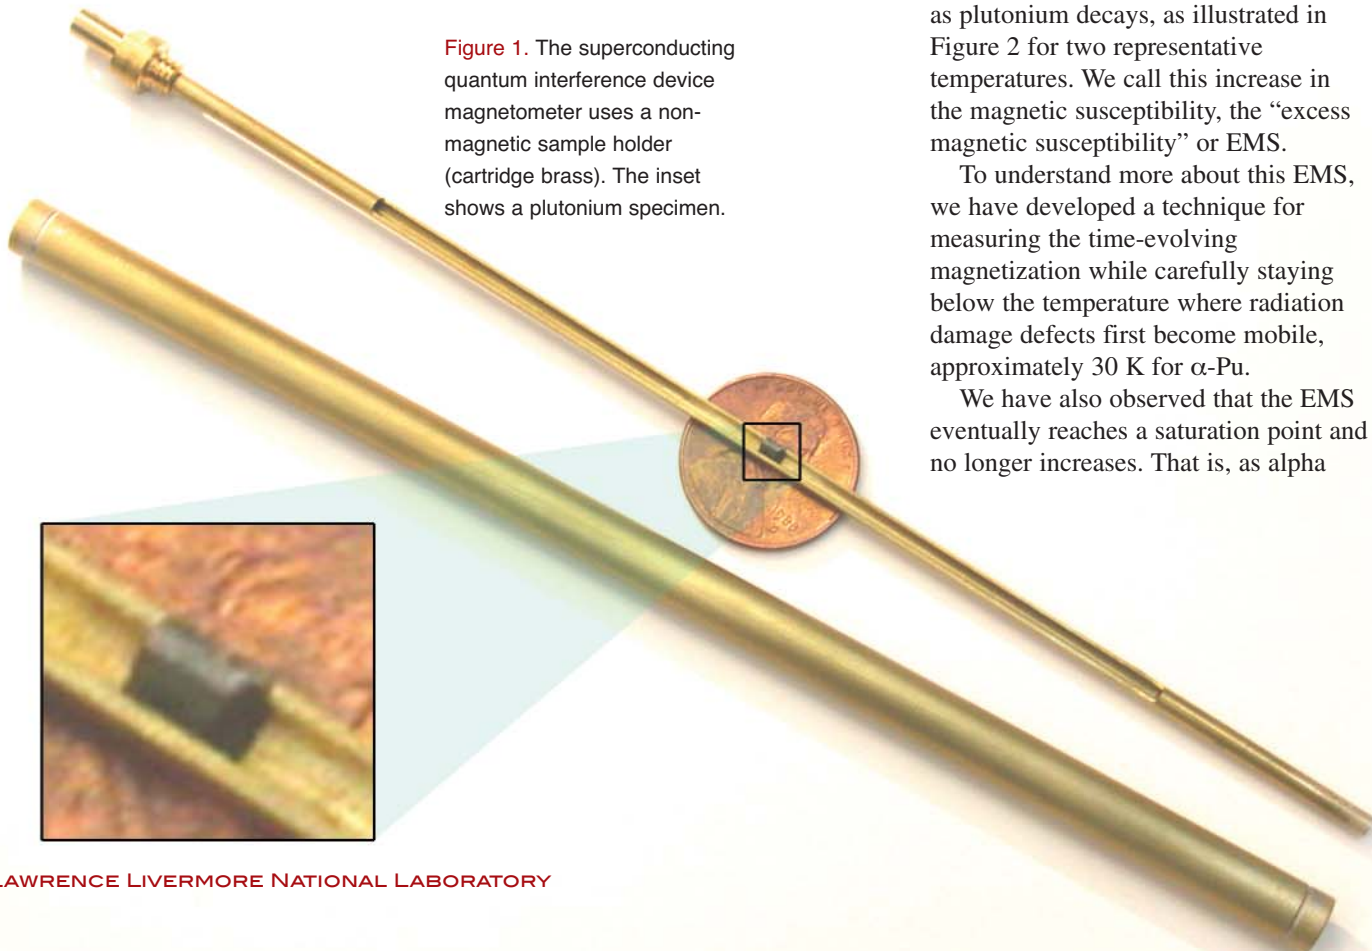 Figure 1. The superconducting
quantum interference device
magnetometer uses a non-
magnetic sample holder
(cartridge brass). The inset
shows a plutonium specimen.
as plutonium decays, as illustrated in
Figure 2 for two representative
temperatures. We call this increase in
the magnetic susceptibility, the “excess
magnetic susceptibility” or EMS.
To understand more about this EMS,
we have developed a technique for
measuring the time-evolving
magnetization while carefully staying
below the temperature where radiation
damage defects first become mobile,
approximately 30 K for α-Pu.
We have also observed that the EMS
eventually reaches a saturation point and
no longer increases. That is, as alpha
LAWRENCE LIVERMORE NATIONAL LABORATORY